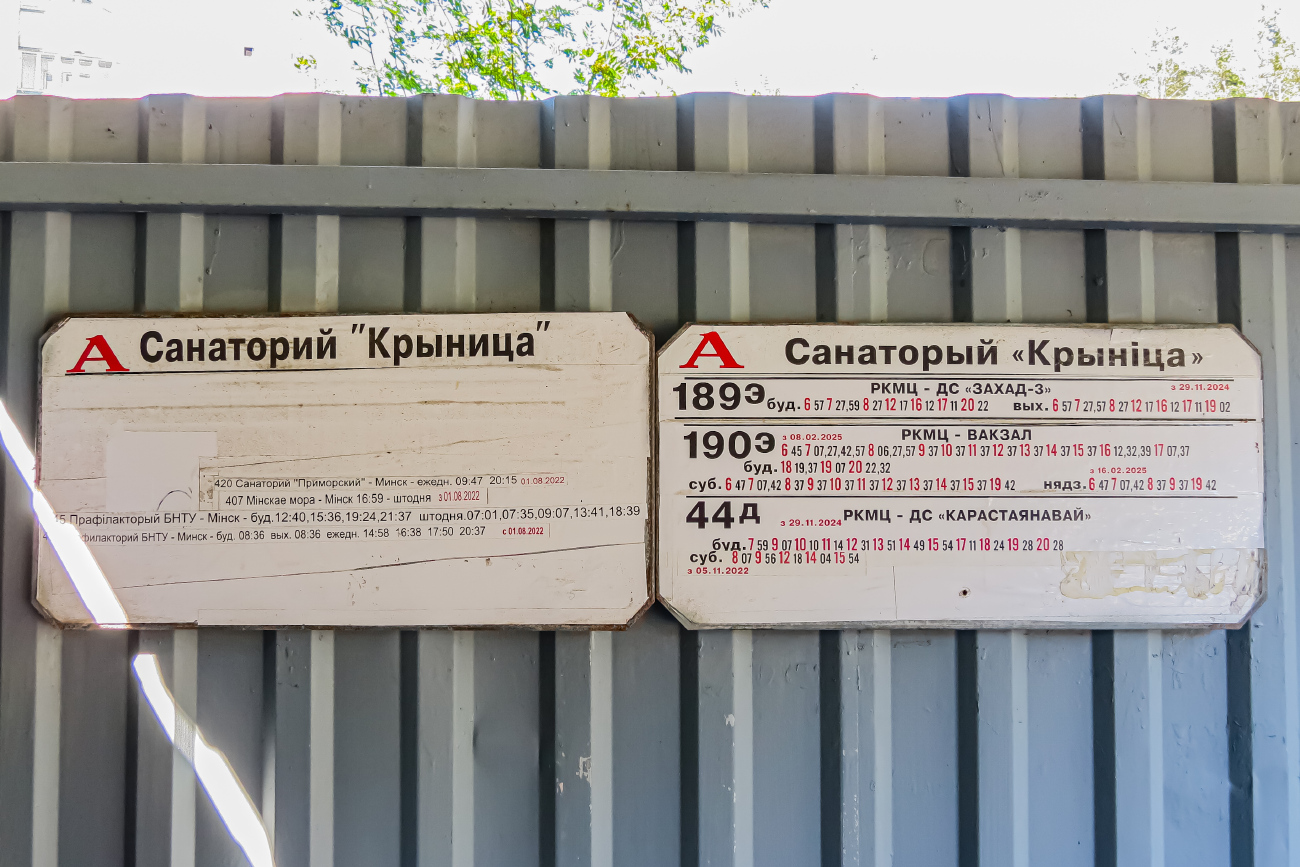 А Санаторий "Крыница"
420 Санаторий "Приморский" - Минск - ежедн. 09:47 20:15 01.08.2022
407 Мінскае мора - Мінск 16:59 - штодня з 01.08.2022
Прафілакторый БНТУ - Мінск - буд.12:40,15:36,19:24,21:37 штодня.07:01,07:35,09:07,13:41,18:39
БНТУ - Минск - буд. 08:36 вых. 08:36 ежедн. 14:58 16:38 17:50 20:37 с 01.08.2022
А Санаторый «Крыніца»
189э РКМЦ - ДС «ЗАХАД-3» з 29.11.2024
буд. 6 57 7 27,59 8 27 12 17 16 12 17 11 20 22 вых. 6 57 7 27,57 8 27 12 17 16 12 17 11 19 02
190э з 08.02.2025 РКМЦ - ВАКЗАЛ
6 45 7 07,27,42,57 8 06,27,57 9 37 10 37 11 37 12 37 13 37 14 37 15 37 16 12,32,39 17 07,37
буд. 18 19,37 19 07 20 22,32
з 16.02.2025
суб. 6 47 7 07,42 8 37 9 37 10 37 11 37 12 37 13 37 14 37 15 37 19 42 нядз. 6 47 7 07,42 8 37 9 37 19 42
44д з 29.11.2024 РКМЦ - ДС «КАРАСТАЯНАВАЙ»
буд. 7 59 9 07 10 10 11 14 12 31 13 51 14 49 15 54 17 11 18 24 19 28 20 28
суб. 8 07 9 56 12 18 14 04 15 54
з 05.11.2022